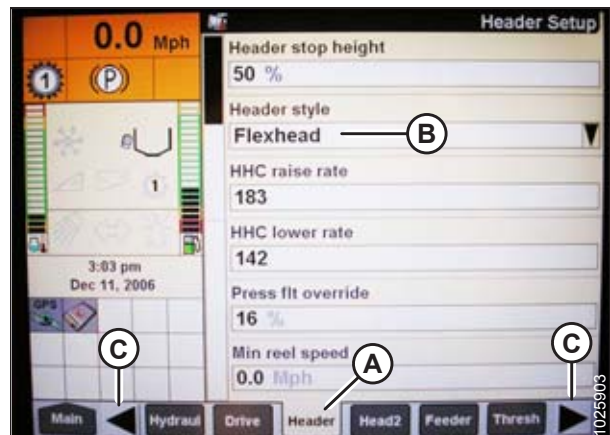 0.0 Mph
1
(P)
1
3:03 pm
Dec 11, 2006
GPS
Header Setup
Header stop height
50 %
Header style
Flexhead
B
HHC raise rate
183
HHC lower rate
142
Press flt override
16 %
Min reel speed
0.0 Mph
A
C
C
Main
Hydraul
Drive
Header
Head2
Feeder
Thresh
1025903